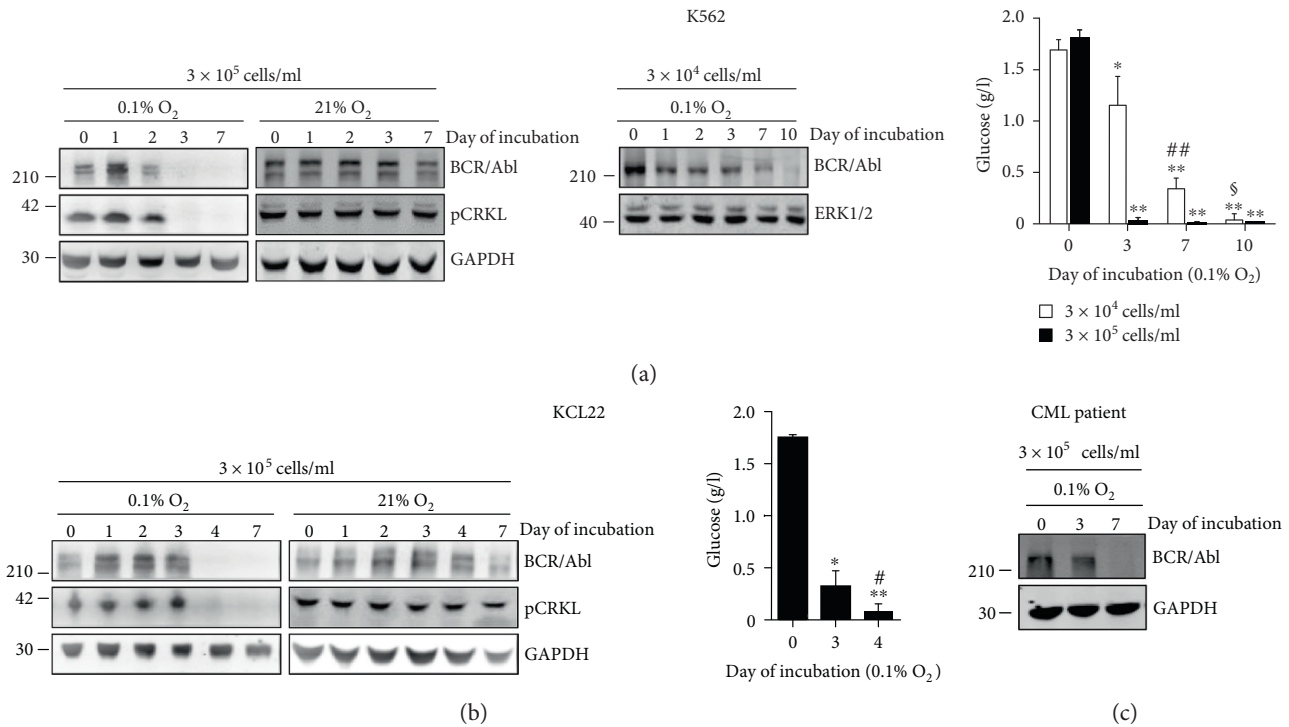 K562
3 × 10⁵ cells/ml
0.1% O₂
21% O₂
0 1 2 3 7
0 1 2 3 7
Day of incubation
BCR/Abl
210
pCRKL
42
GAPDH
30
3 × 10⁴ cells/ml
0.1% O₂
0 1 2 3 7 10
Day of incubation
BCR/Abl
210
ERK1/2
40
Glucose (g/l)
2.0
1.5
1.0
0.5
0
*
**
##
**
**
§
**
**
0 3 7 10
Day of incubation (0.1% O₂)
3 × 10⁴ cells/ml
3 × 10⁵ cells/ml
(a)
KCL22
3 × 10⁵ cells/ml
0.1% O₂
21% O₂
0 1 2 3 4 7
0 1 2 3 4 7
Day of incubation
BCR/Abl
210
42
pCRKL
30
GAPDH
Glucose (g/l)
2.0
1.5
1.0
0.5
0
*
#
**
0 3 4
Day of incubation (0.1% O₂)
(b)
CML patient
3 × 10⁵ cells/ml
0.1% O₂
0 3 7
Day of incubation
BCR/Abl
210
GAPDH
30
(c)